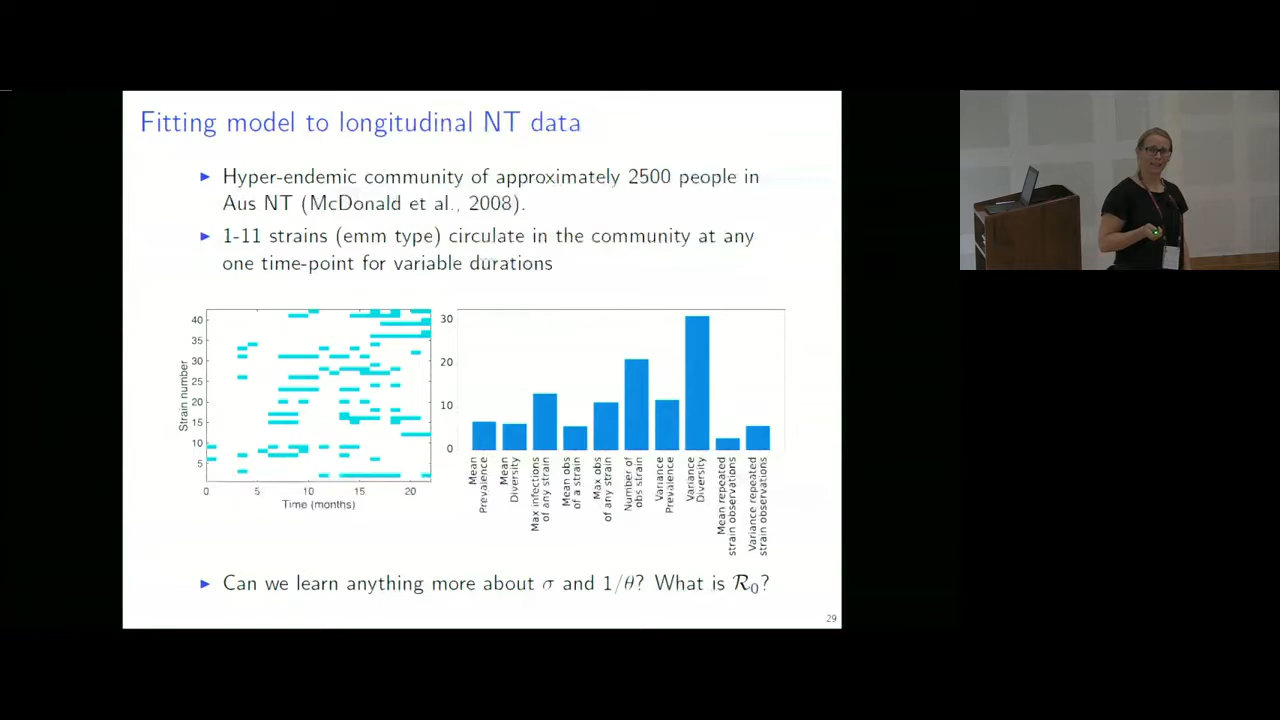 Fitting model to longitudinal NT data
▶ Hyper-endemic community of approximately 2500 people in
Aus NT (McDonald et al., 2008).
▶ 1-11 strains (emm type) circulate in the community at any
one time-point for variable durations
40
35
30
25
20
15
10
5
Strain number
0 5 10 15 20
Time (months)
30
20
10
0
Mean
Prevalence
Mean
Diversity
Max infections
of any strain
Mean obs
of a strain
Max obs
of any strain
Number of
obs strain
Variance
Prevalence
Variance
Diversity
Mean repeated
strain observations
Variance repeated
strain observations
▶ Can we learn anything more about σ and 1/θ? What is R₀?
29